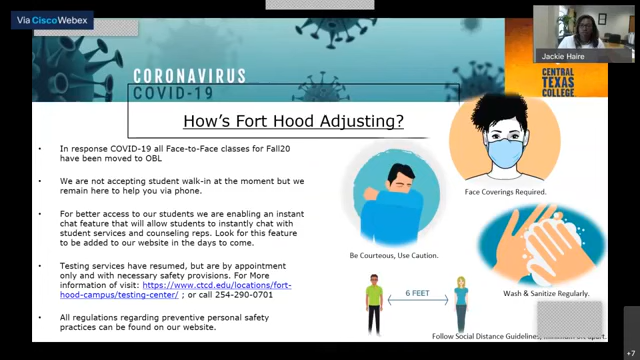 Via Cisco Webex
Jackie Haire
CORONAVIRUS
COVID-19
CENTRAL
TEXAS
COLLEGE
How's Fort Hood Adjusting?
• In response COVID-19 all Face-to-Face classes for Fall20
have been moved to OBL
• We are not accepting student walk-in at the moment but we
remain here to help you via phone.
• For better access to our students we are enabling an instant
chat feature that will allow students to instantly chat with
student services and counseling reps. Look for this feature
to be added to our website in the days to come.
• Testing services have resumed, but are by appointment
only and with necessary safety provisions. For More
information of visit: https://www.ctcd.edu/locations/fort-
hood-campus/testing-center/ ; or call 254-290-0701
• All regulations regarding preventive personal safety
practices can be found on our website.
Face Coverings Required.
Be Courteous, Use Caution.
Wash & Sanitize Regularly.
6 FEET
Follow Social Distance Guidelines, apart.
+7